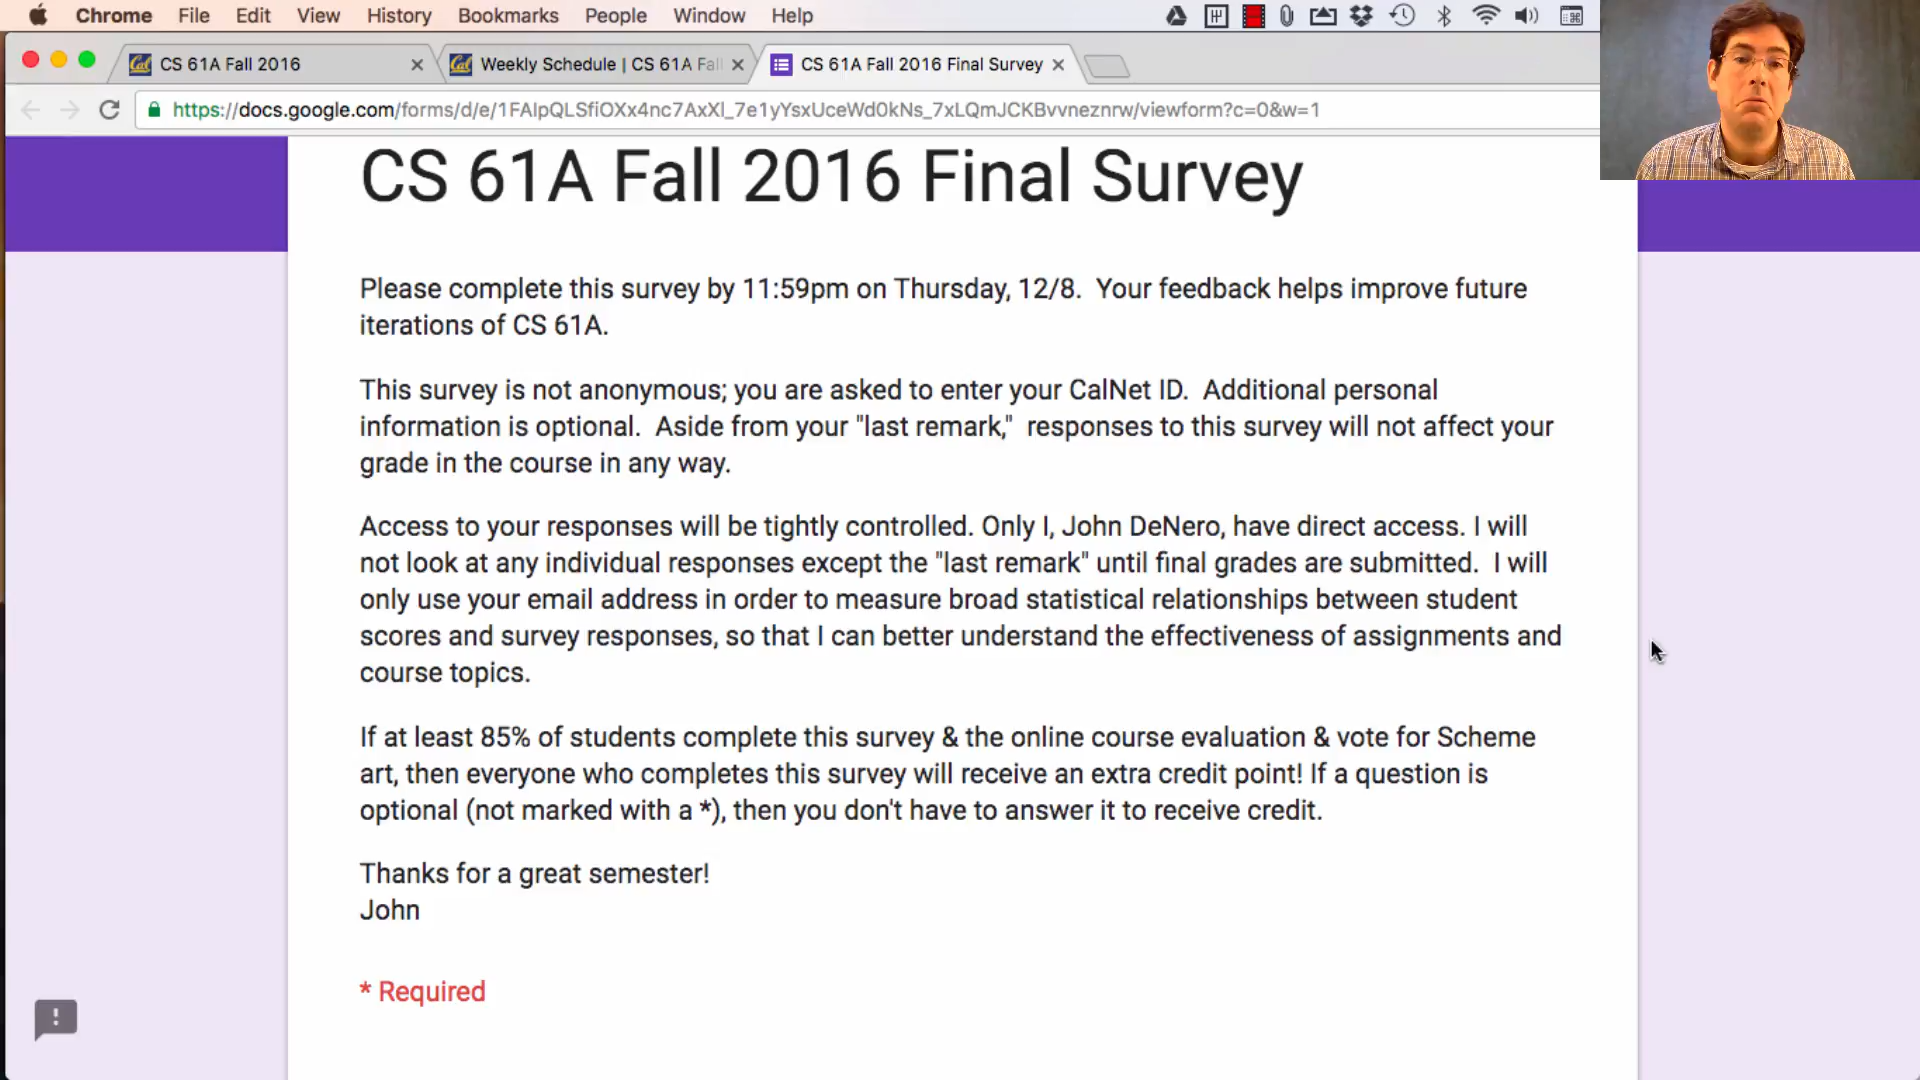 Chrome File Edit View History Bookmarks People Window Help
CS 61A Fall 2016
Weekly Schedule | CS 61A Fal
CS 61A Fall 2016 Final Survey
https://docs.google.com/forms/d/e/1FAIpQLSfiOXx4nc7AxXl_7e1yYsxUceWd0kNs_7xLQmJCKBvvneznrw/viewform?c=0&w=1
CS 61A Fall 2016 Final Survey
Please complete this survey by 11:59pm on Thursday, 12/8. Your feedback helps improve future
iterations of CS 61A.
This survey is not anonymous; you are asked to enter your CalNet ID. Additional personal
information is optional. Aside from your "last remark," responses to this survey will not affect your
grade in the course in any way.
Access to your responses will be tightly controlled. Only I, John DeNero, have direct access. I will
not look at any individual responses except the "last remark" until final grades are submitted. I will
only use your email address in order to measure broad statistical relationships between student
scores and survey responses, so that I can better understand the effectiveness of assignments and
course topics.
If at least 85% of students complete this survey & the online course evaluation & vote for Scheme
art, then everyone who completes this survey will receive an extra credit point! If a question is
optional (not marked with a *), then you don't have to answer it to receive credit.
Thanks for a great semester!
John
* Required